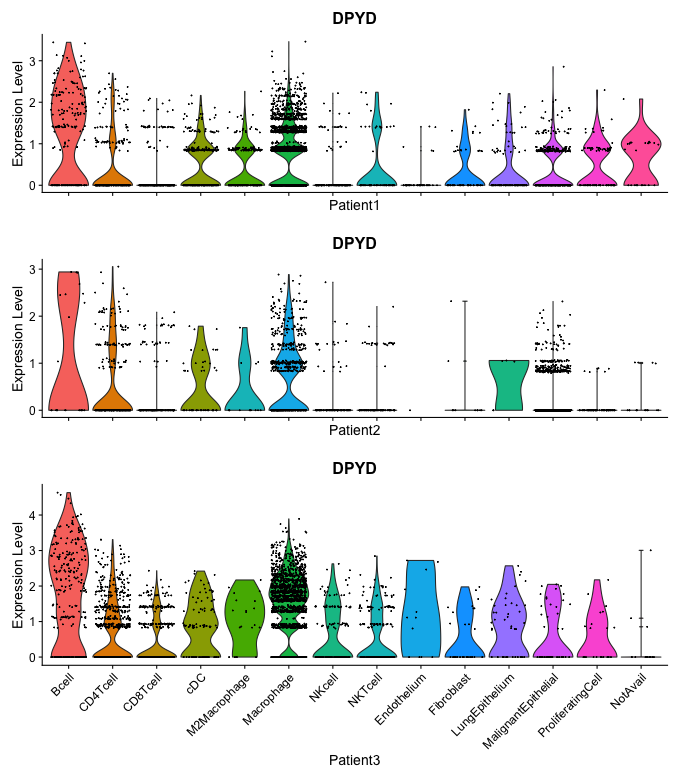 DPYD
Expression Level
3
2
1
0
Patient1
DPYD
Expression Level
3
2
1
0
Patient2
DPYD
Expression Level
4
3
2
1
0
Bcell
CD4Tcell
CD8Tcell
cDC
M2Macrophage
Macrophage
NKcell
NKTcell
Endothelium
Fibroblast
LungEpithelium
MalignantEpithelial
ProliferatingCell
NotAvail
Patient3